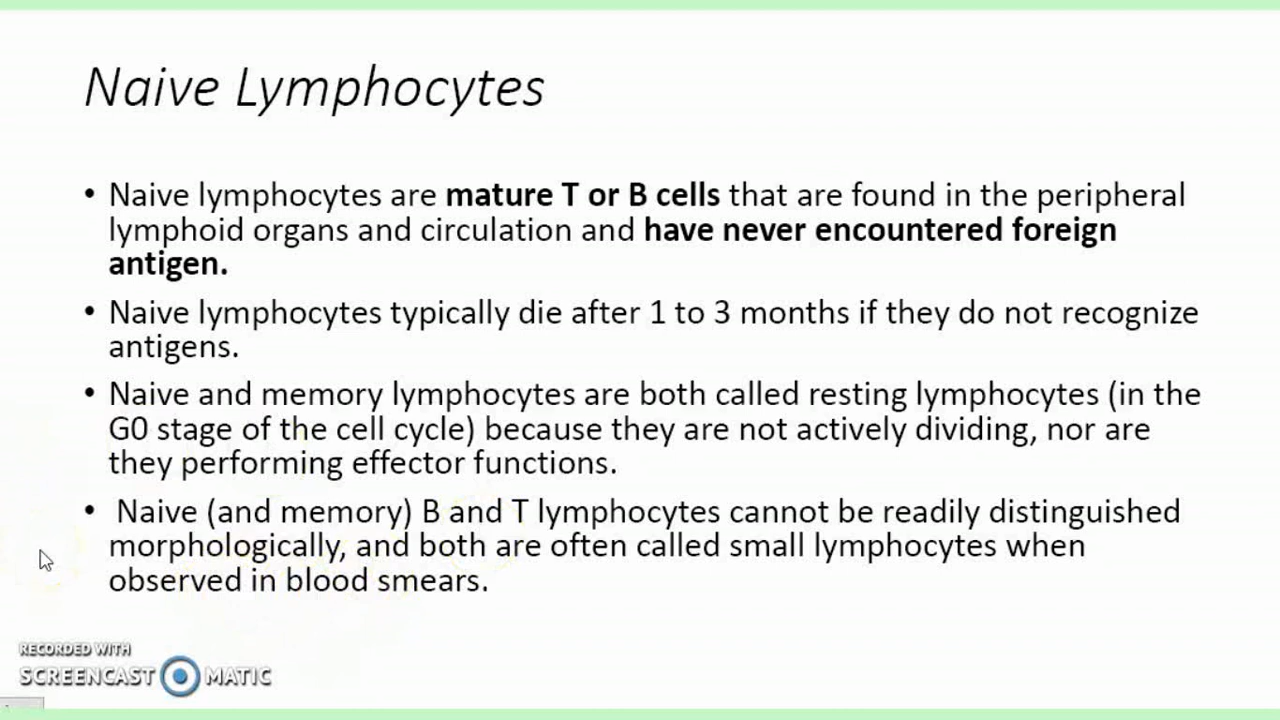 Naive Lymphocytes
• Naive lymphocytes are mature T or B cells that are found in the peripheral
lymphoid organs and circulation and have never encountered foreign
antigen.
• Naive lymphocytes typically die after 1 to 3 months if they do not recognize
antigens.
• Naive and memory lymphocytes are both called resting lymphocytes (in the
G0 stage of the cell cycle) because they are not actively dividing, nor are
they performing effector functions.
• Naive (and memory) B and T lymphocytes cannot be readily distinguished
morphologically, and both are often called small lymphocytes when
observed in blood smears.
RECORDED WITH
SCREENCAST MATIC